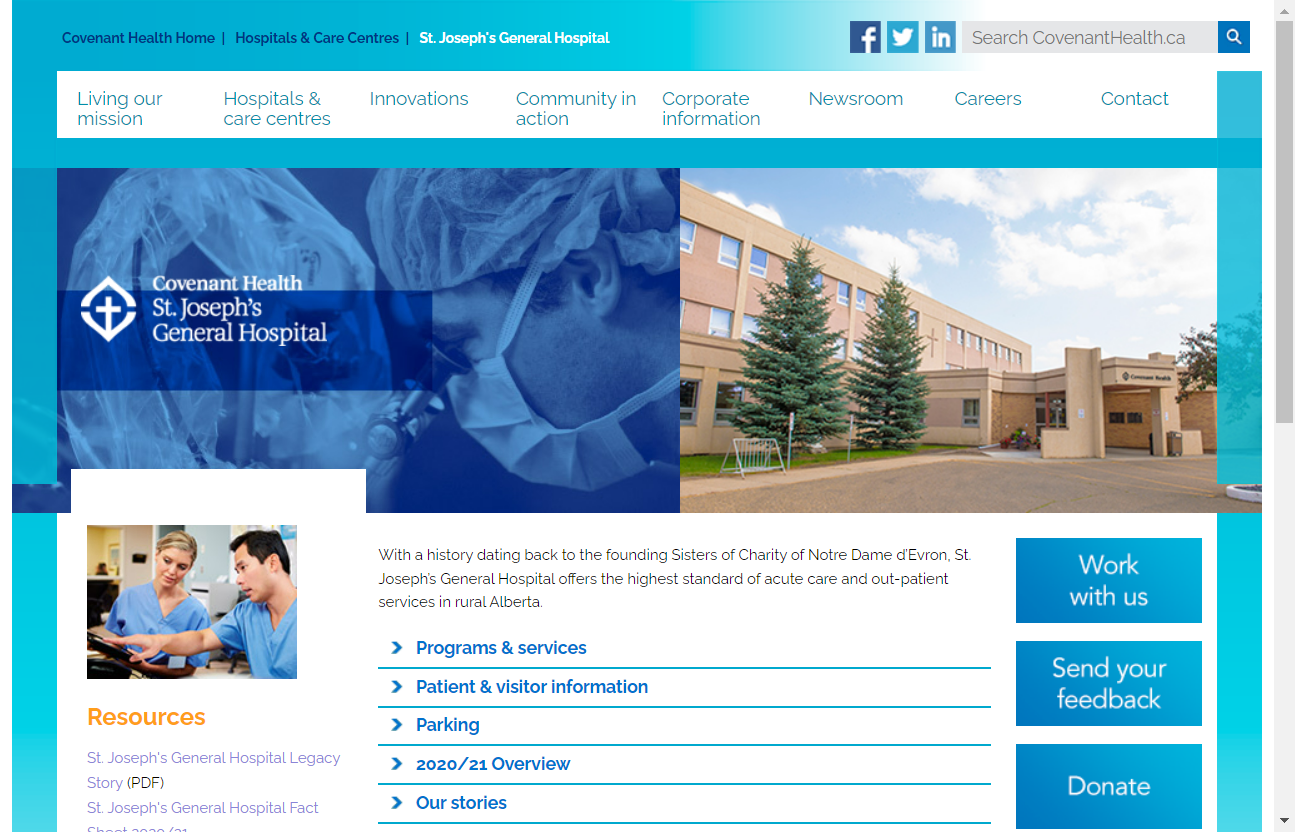 Covenant Health Home | Hospitals & Care Centres | St. Joseph's General Hospital
Search CovenantHealth.ca
Living our mission
Hospitals & care centres
Innovations
Community in action
Corporate information
Newsroom
Careers
Contact
Covenant Health
St. Joseph's
General Hospital
Covenant Health
With a history dating back to the founding Sisters of Charity of Notre Dame d’Evron, St.
Joseph’s General Hospital offers the highest standard of acute care and out-patient
services in rural Alberta.
Programs & services
Patient & visitor information
Parking
2020/21 Overview
Our stories
Resources
St. Joseph's General Hospital Legacy
Story (PDF)
St. Joseph's General Hospital Fact
Sheet 2020/21
Work
with us
Send your
feedback
Donate